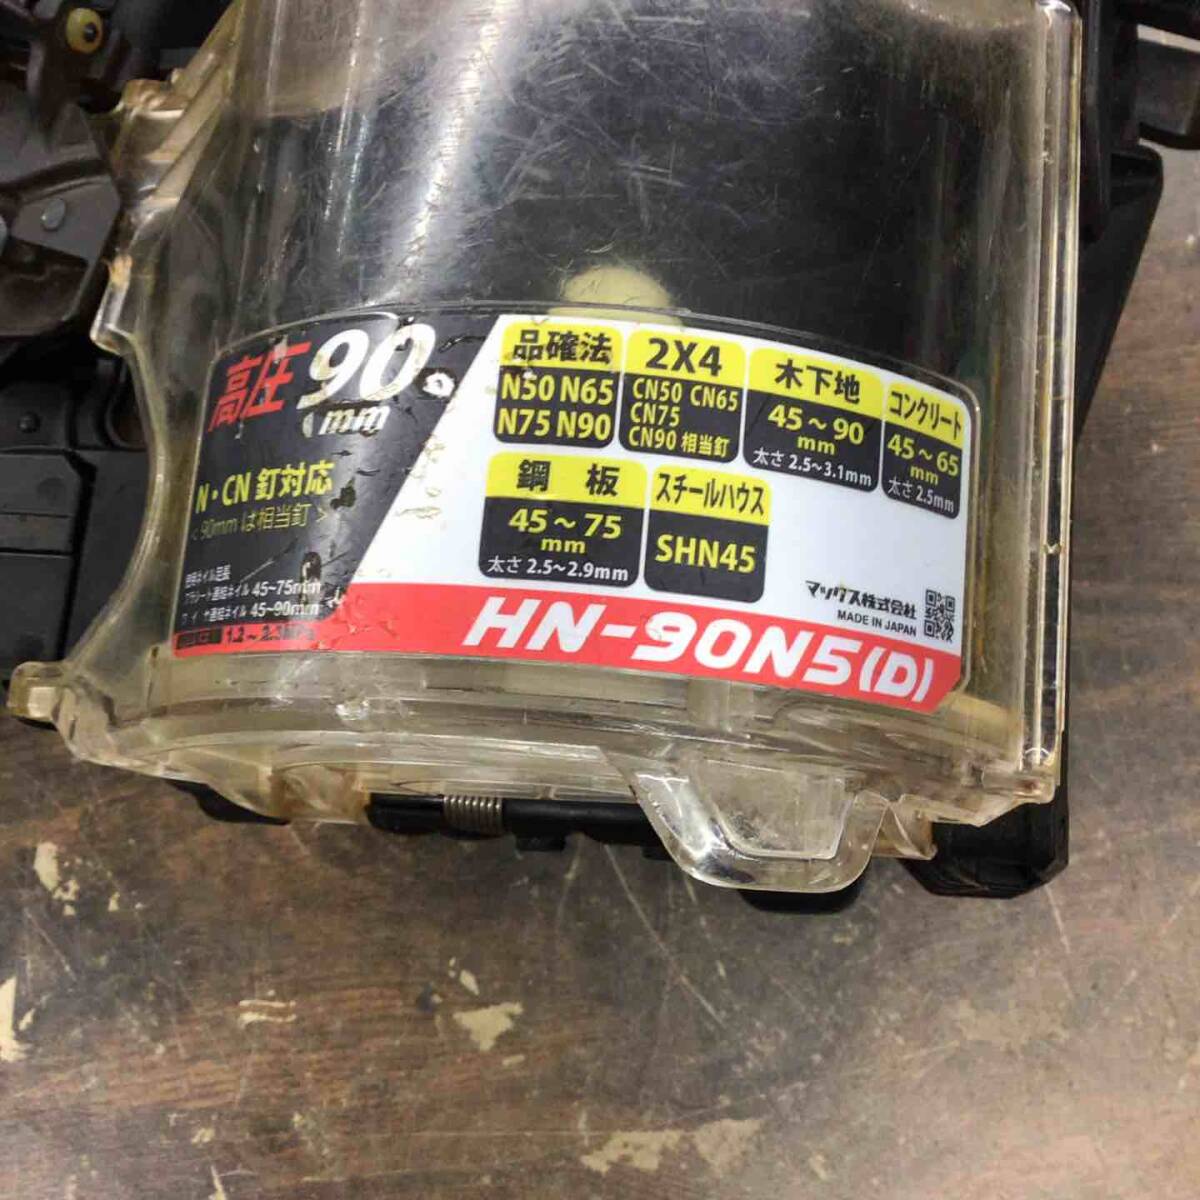 高圧 90
mm
N・CN 釘対応
< 90mm は相当釘 >
45~75mm
45~90mm
品確法
N50 N65
N75 N90
2X4
CN50 CN65
CN75
CN90 相当釘
木下地
45~90
mm
太さ 2.5~3.1mm
コンクリート
45~65
mm
太さ 2.5mm
鋼板
45~75
mm
太さ 2.5~2.9mm
スチールハウス
SHN45
マックス株式会社
MADE IN JAPAN
HN-90N5(D)